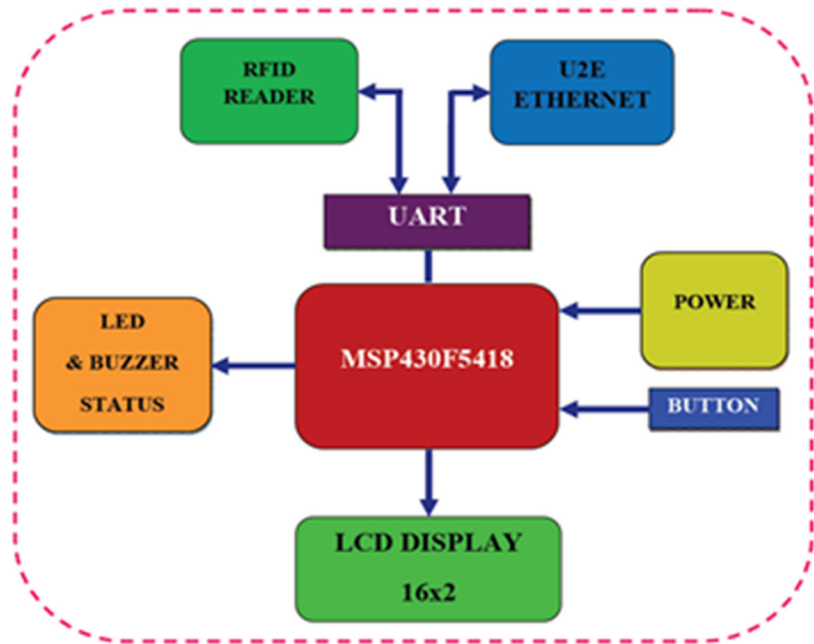 RFID
READER
U2E
ETHERNET
UART
LED
& BUZZER
STATUS
MSP430F5418
POWER
BUTTON
LCD DISPLAY
16x2